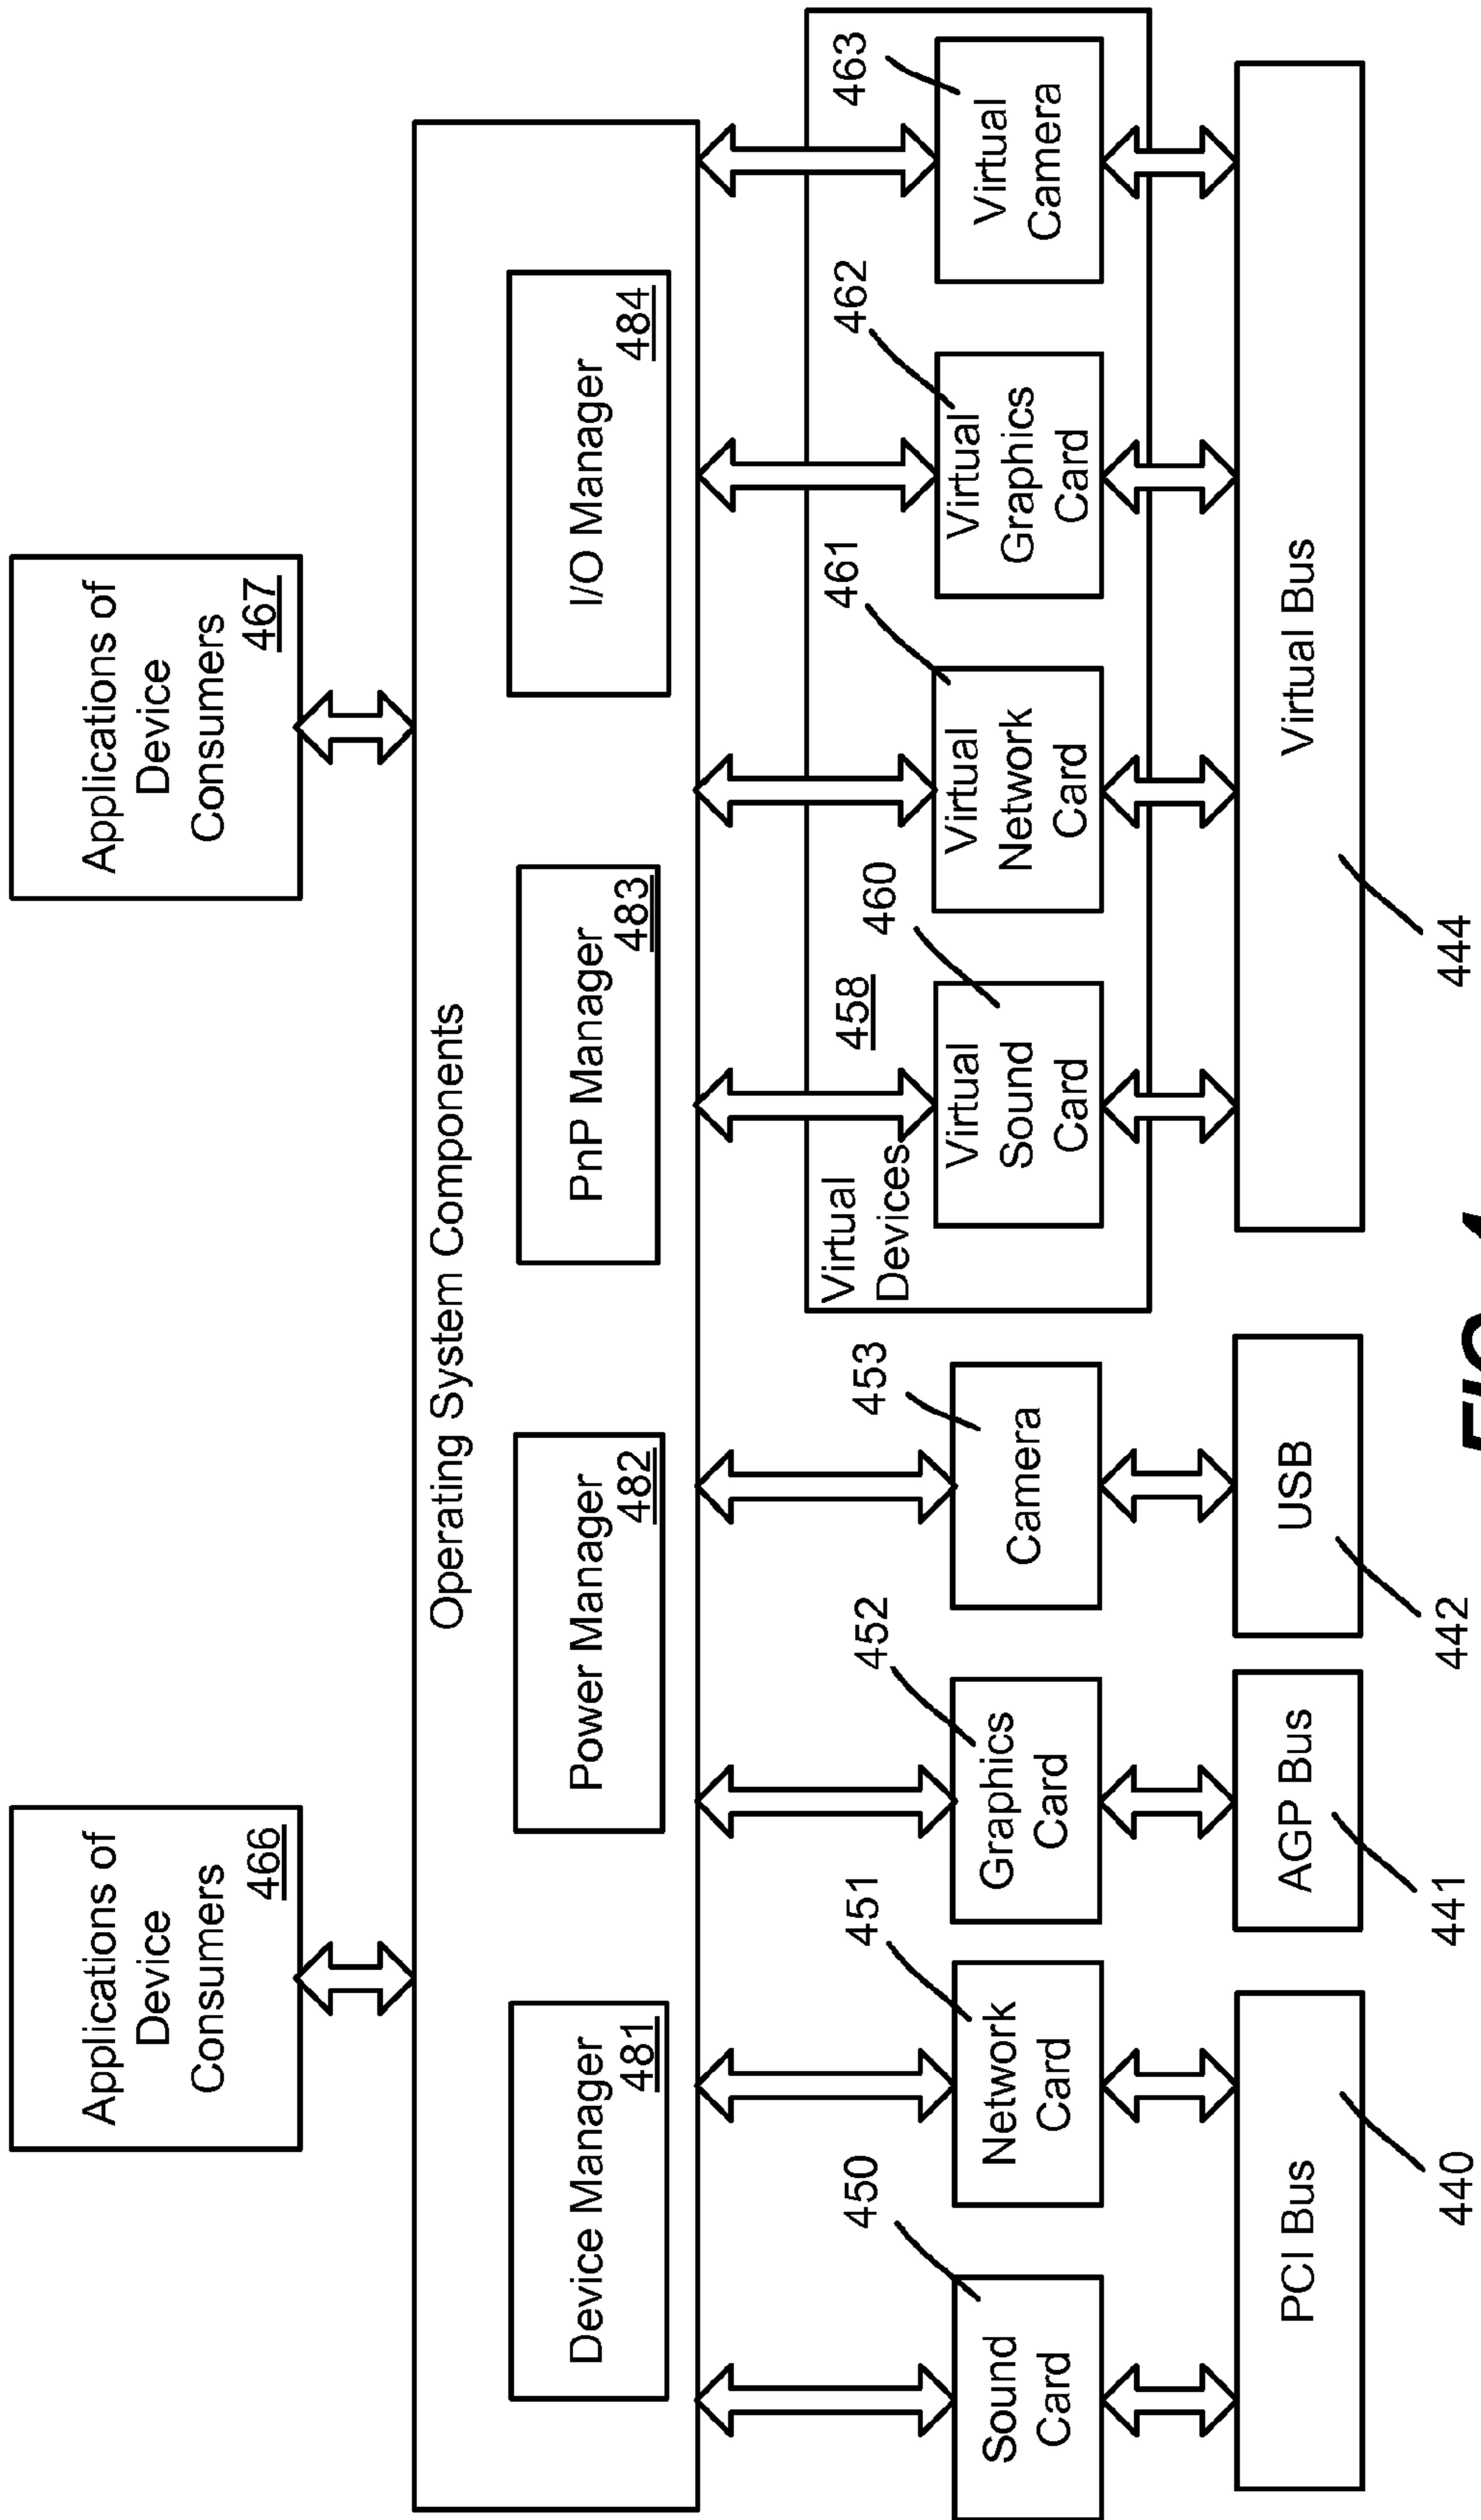 Applications of
Device
Consumers
466
Applications of
Device
Consumers
467
Operating System Components
Device Manager
481
Power Manager
482
PnP Manager
483
I/O Manager
484
450
Sound
Card
451
Network
Card
452
Graphics
Card
453
Camera
Virtual
Devices
458
460
Virtual
Sound
Card
461
Virtual
Network
Card
462
Virtual
Graphics
Card
463
Virtual
Camera
PCI Bus
440
AGP Bus
441
USB
442
Virtual Bus
444